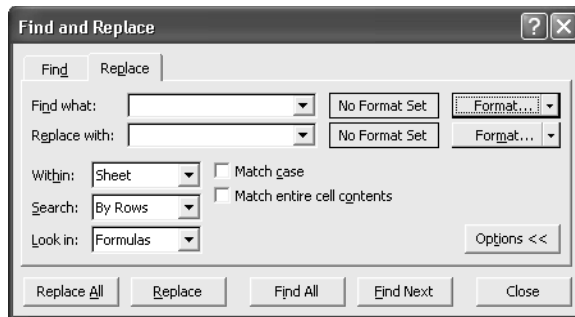 Find and Replace
Find Replace
Find what: No Format Set Format...
Replace with: No Format Set Format...
Within: Sheet Match case
Match entire cell contents
Search: By Rows
Look in: Formulas Options <<
Replace All Replace Find All Find Next Close